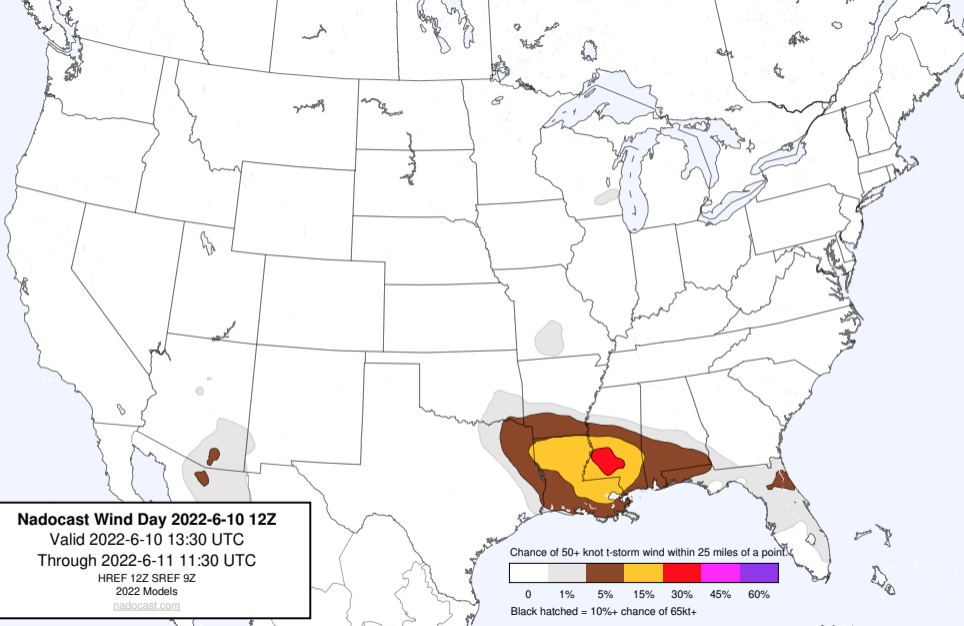 Nadocast Wind Day 2022-6-10 12Z
Valid 2022-6-10 13:30 UTC
Through 2022-6-11 11:30 UTC
HREF 12Z SREF 9Z
2022 Models
nadocast.com
Chance of 50+ knot t-storm wind within 25 miles of a point.
0 1% 5% 15% 30% 45% 60%
Black hatched = 10%+ chance of 65kt+